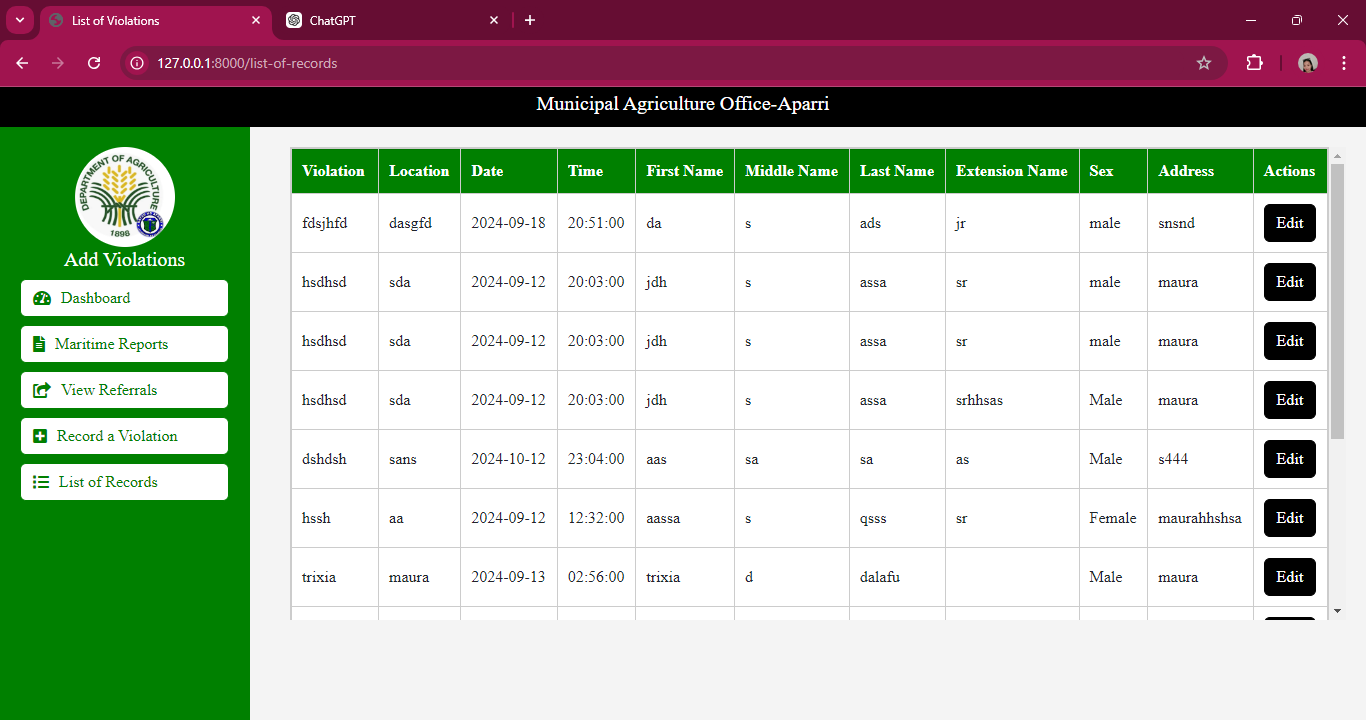 List of Violations
ChatGPT
127.0.0.1:8000/list-of-records
Municipal Agriculture Office-Aparri
DEPARTMENT OF AGRICULTURE
1898
Add Violations
Dashboard
Maritime Reports
View Referrals
Record a Violation
List of Records
Violation Location Date Time First Name Middle Name Last Name Extension Name Sex Address Actions
fdsjhfd dasgfd 2024-09-18 20:51:00 da s ads jr male snsnd Edit
hsdhsd sda 2024-09-12 20:03:00 jdh s assa sr male maura Edit
hsdhsd sda 2024-09-12 20:03:00 jdh s assa sr male maura Edit
hsdhsd sda 2024-09-12 20:03:00 jdh s assa srhhsas Male maura Edit
dshdsh sans 2024-10-12 23:04:00 aas sa sa as Male s444 Edit
hssh aa 2024-09-12 12:32:00 aassa s qsss sr Female maurahhshsa Edit
trixia maura 2024-09-13 02:56:00 trixia d dalafu Male maura Edit